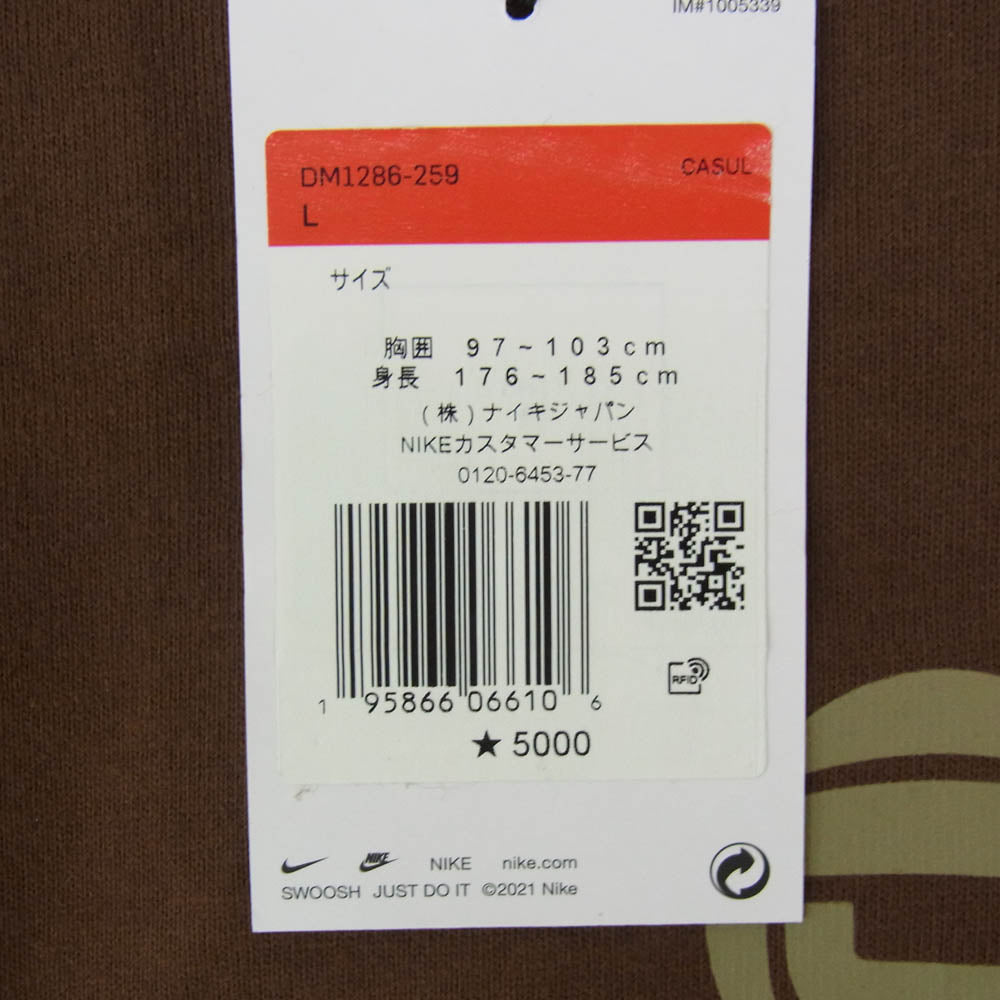 IM#1005339
DM1286-259 CASUL
L
サイズ
胸囲 97~103cm
身長 176~185cm
(株)ナイキジャパン
NIKEカスタマーサービス
0120-6453-77
RFID
1 95866 06610 6
★5000
NIKE NIKE nike.com
SWOOSH JUST DO IT ©2021 Nike